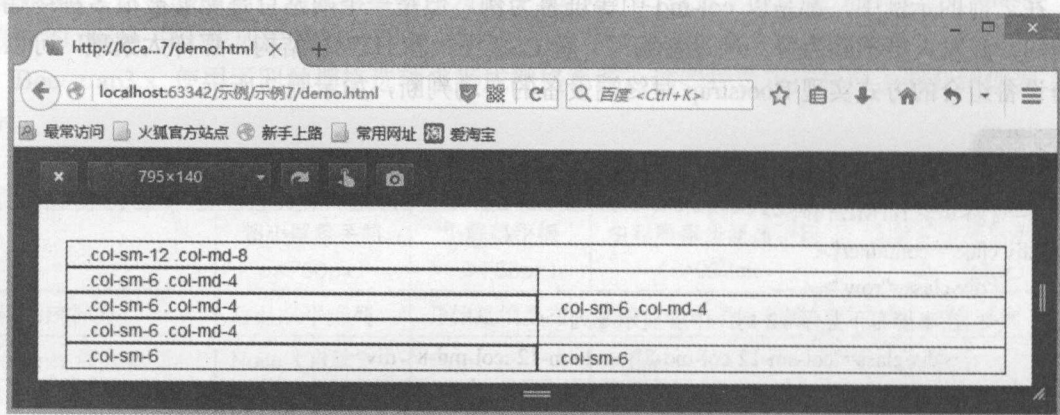 http://loca...7/demo.html
localhost:63342/示例/示例7/demo.html
百度 <Ctrl+K>
最常访问 火狐官方站点 新手上路 常用网址 淘 爱淘宝
795×140
.col-sm-12 .col-md-8
.col-sm-6 .col-md-4
.col-sm-6 .col-md-4 .col-sm-6 .col-md-4
.col-sm-6 .col-md-4
.col-sm-6 .col-sm-6